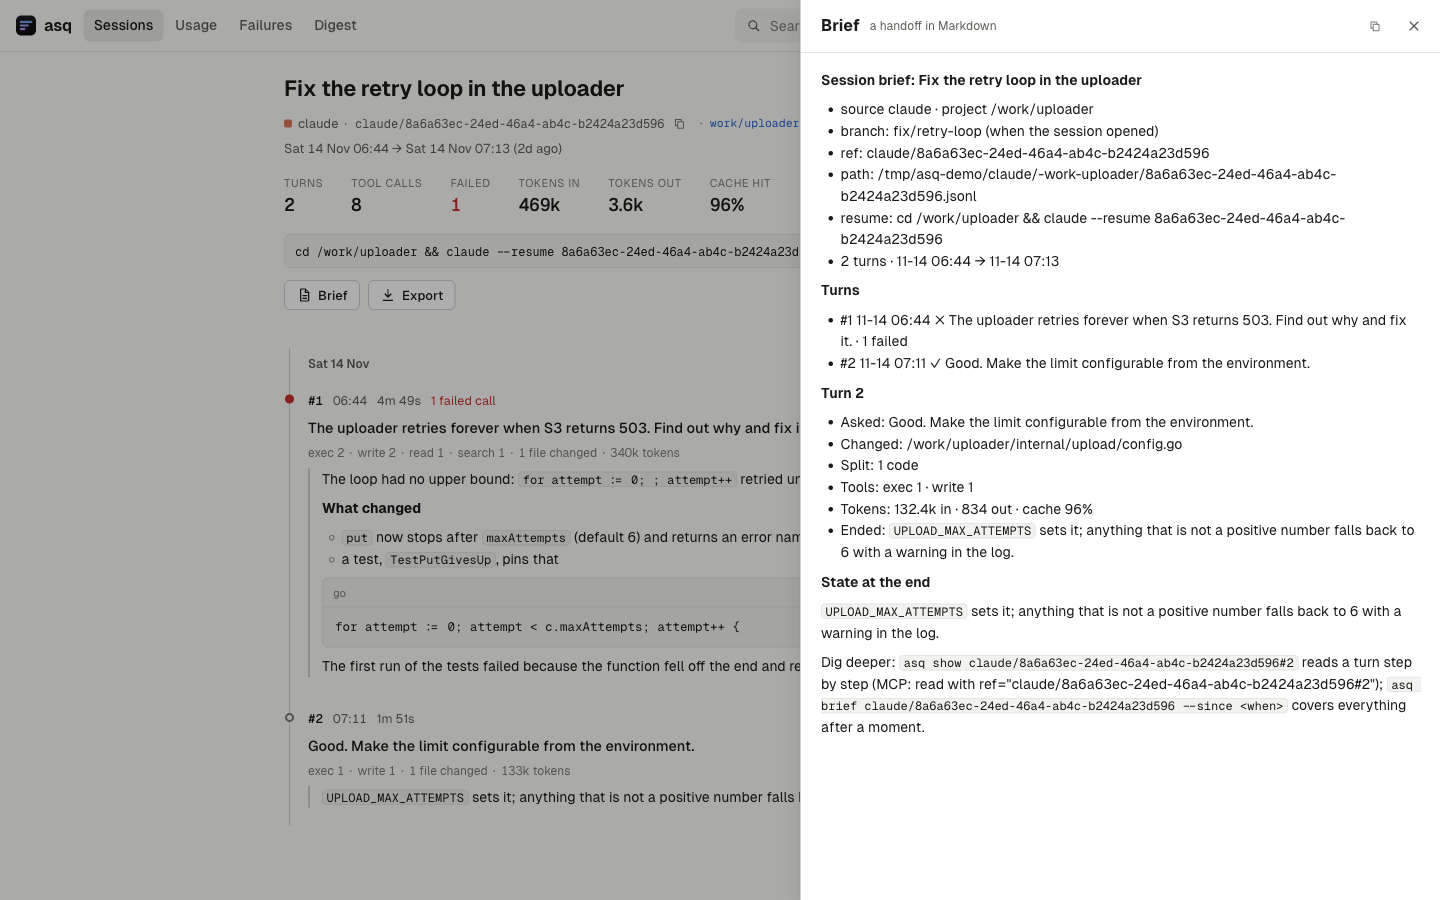 asq
Sessions
Usage
Failures
Digest
Sear
Fix the retry loop in the uploader
claude · claude/8a6a63ec-24ed-46a4-ab4c-b2424a23d596 · work/uploader
Sat 14 Nov 06:44 → Sat 14 Nov 07:13 (2d ago)
TURNS TOOL CALLS FAILED TOKENS IN TOKENS OUT CACHE HIT
2 8 1 469k 3.6k 96%
cd /work/uploader && claude --resume 8a6a63ec-24ed-46a4-ab4c-b2424a23d
Brief
Export
Sat 14 Nov
#1 06:44 4m 49s 1 failed call
The uploader retries forever when S3 returns 503. Find out why and fix i
exec 2 · write 2 · read 1 · search 1 · 1 file changed · 340k tokens
The loop had no upper bound: for attempt := 0; ; attempt++ retried un
What changed
put now stops after maxAttempts (default 6) and returns an error nam
a test, TestPutGivesUp, pins that
go
for attempt := 0; attempt < c.maxAttempts; attempt++ {
The first run of the tests failed because the function fell off the end and re
#2 07:11 1m 51s
Good. Make the limit configurable from the environment.
exec 1 · write 1 · 1 file changed · 133k tokens
UPLOAD_MAX_ATTEMPTS sets it; anything that is not a positive number falls
Brief a handoff in Markdown
Session brief: Fix the retry loop in the uploader
• source claude · project /work/uploader
• branch: fix/retry-loop (when the session opened)
• ref: claude/8a6a63ec-24ed-46a4-ab4c-b2424a23d596
• path: /tmp/asq-demo/claude/-work-uploader/8a6a63ec-24ed-46a4-ab4c-
b2424a23d596.jsonl
• resume: cd /work/uploader && claude --resume 8a6a63ec-24ed-46a4-ab4c-
b2424a23d596
• 2 turns · 11-14 06:44 → 11-14 07:13
Turns
• #1 11-14 06:44 ✕ The uploader retries forever when S3 returns 503. Find out why and fix
it. · 1 failed
• #2 11-14 07:11 ✓ Good. Make the limit configurable from the environment.
Turn 2
• Asked: Good. Make the limit configurable from the environment.
• Changed: /work/uploader/internal/upload/config.go
• Split: 1 code
• Tools: exec 1 · write 1
• Tokens: 132.4k in · 834 out · cache 96%
• Ended: UPLOAD_MAX_ATTEMPTS sets it; anything that is not a positive number falls back to
6 with a warning in the log.
State at the end
UPLOAD_MAX_ATTEMPTS sets it; anything that is not a positive number falls back to 6 with a
warning in the log.
Dig deeper: asq show claude/8a6a63ec-24ed-46a4-ab4c-b2424a23d596#2 reads a turn step
by step (MCP: read with ref="claude/8a6a63ec-24ed-46a4-ab4c-b2424a23d596#2"); asq
brief claude/8a6a63ec-24ed-46a4-ab4c-b2424a23d596 --since <when> covers everything
after a moment.